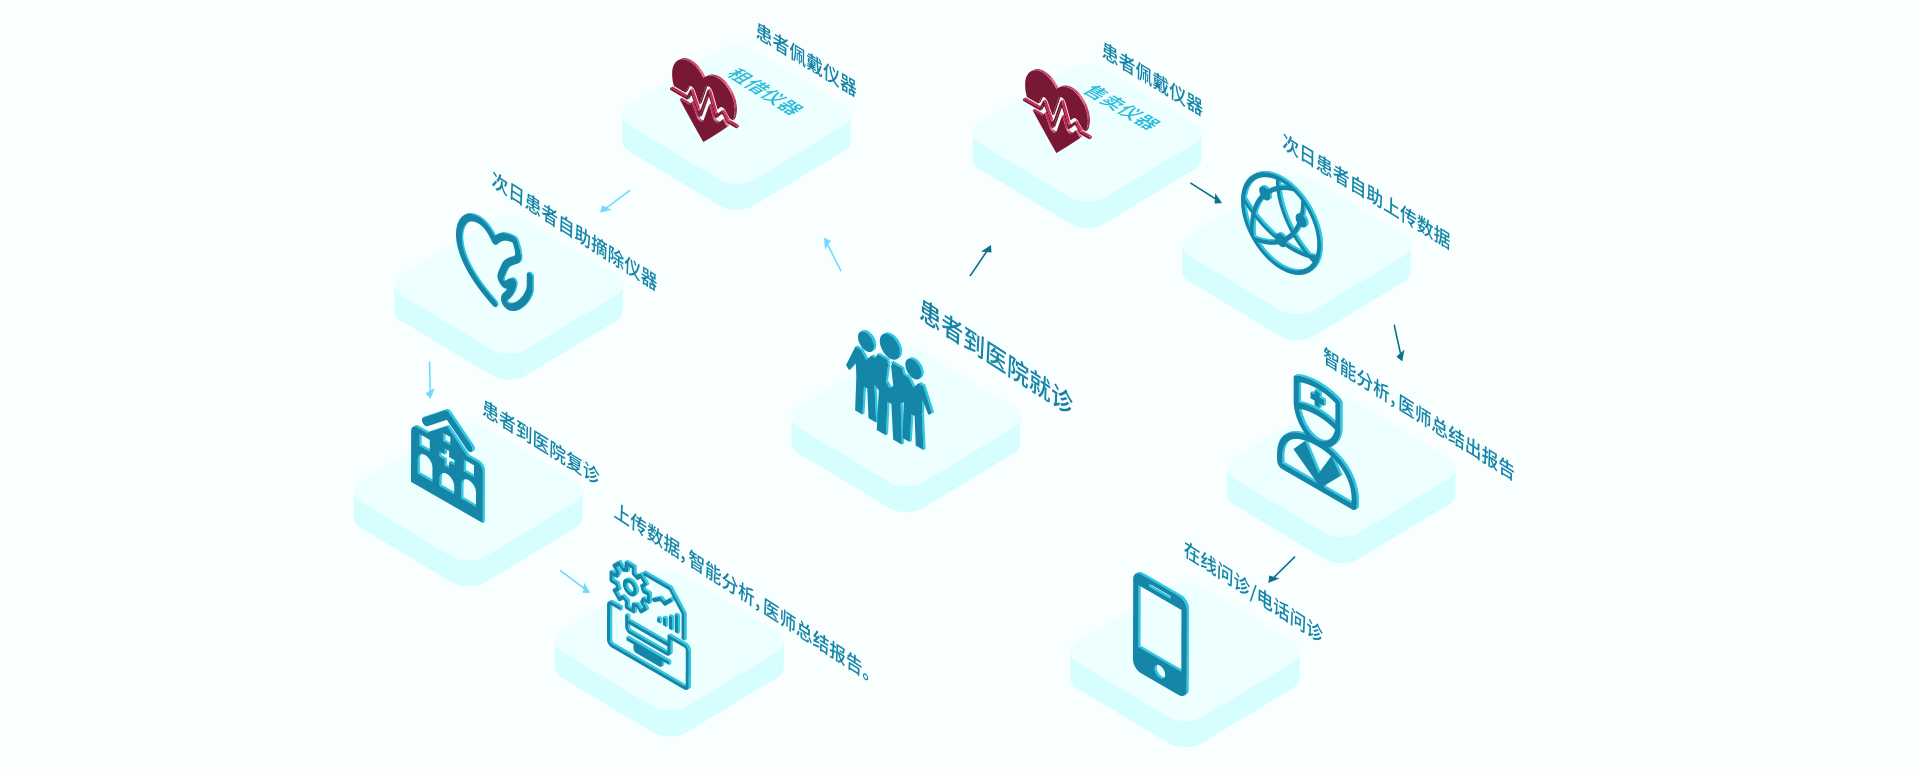 患者佩戴仪器
租借仪器
患者佩戴仪器
售卖仪器
次日患者自助上传数据
次日患者自助摘除仪器
患者到医院就诊
智能分析，医师总结出报告
患者到医院复诊
上传数据，智能分析，医师总结报告。
在线问诊/电话问诊